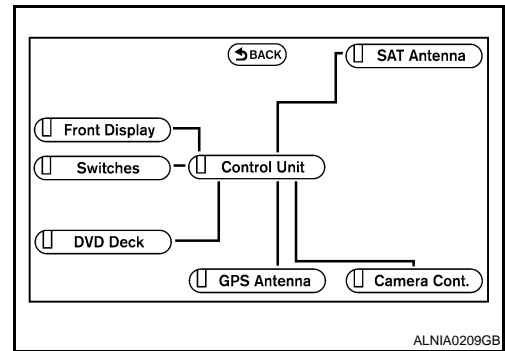 BACK
SAT Antenna
Front Display
Switches
Control Unit
DVD Deck
GPS Antenna
Camera Cont.
ALNIA0209GB